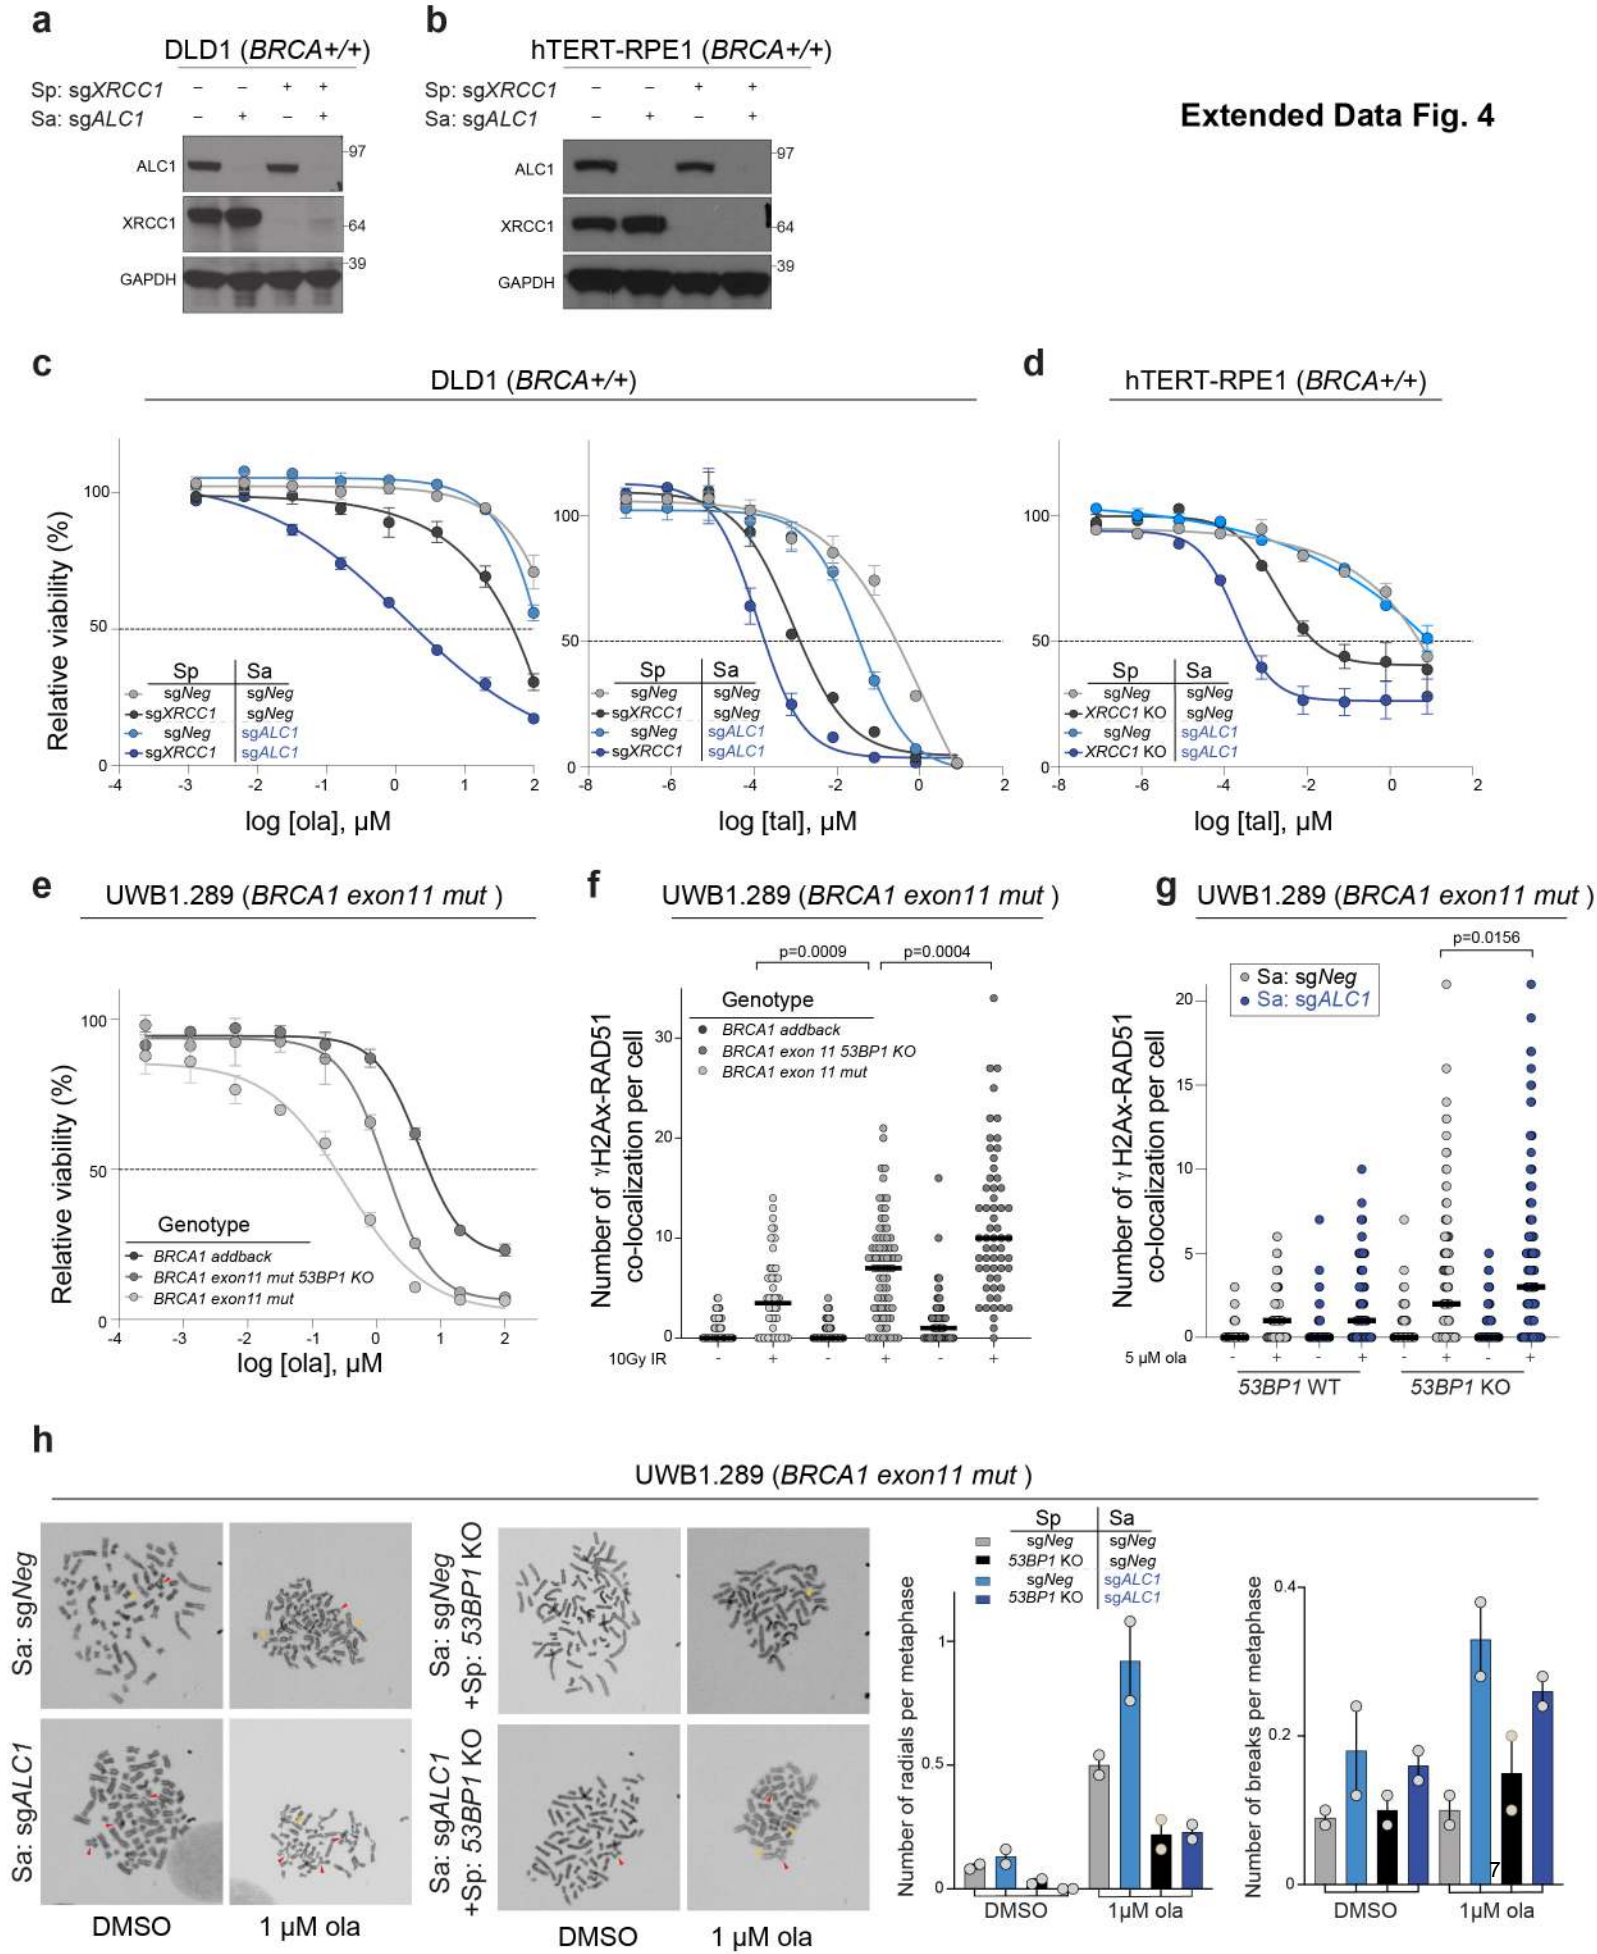 a
DLD1 (BRCA+/+)
Sp: sgXRCC1 – – + +
Sa: sgALC1 – + – +
ALC1
97
XRCC1
64
39
GAPDH
b
hTERT-RPE1 (BRCA+/+)
Sp: sgXRCC1 – – + +
Sa: sgALC1 – + – +
ALC1
97
XRCC1
64
39
GAPDH
Extended Data Fig. 4
c
DLD1 (BRCA+/+)
Relative viability (%)
100
50
0
Sp Sa
sgNeg sgNeg
sgXRCC1 sgNeg
sgNeg sgALC1
sgXRCC1 sgALC1
-4 -3 -2 -1 0 1 2
log [ola], µM
100
50
0
Sp Sa
sgNeg sgNeg
sgXRCC1 sgNeg
sgNeg sgALC1
sgXRCC1 sgALC1
-8 -6 -4 -2 0 2
log [tal], µM
d
hTERT-RPE1 (BRCA+/+)
100
50
0
Sp Sa
sgNeg sgNeg
XRCC1 KO sgNeg
sgNeg sgALC1
XRCC1 KO sgALC1
-8 -6 -4 -2 0 2
log [tal], µM
e
UWB1.289 (BRCA1 exon11 mut )
Relative viability (%)
100
50
0
Genotype
BRCA1 addback
BRCA1 exon11 mut 53BP1 KO
BRCA1 exon11 mut
-4 -3 -2 -1 0 1 2
log [ola], µM
f
UWB1.289 (BRCA1 exon11 mut )
p=0.0009 p=0.0004
Genotype
BRCA1 addback
BRCA1 exon 11 53BP1 KO
BRCA1 exon 11 mut
Number of γH2Ax-RAD51
co-localization per cell
30
20
10
0
10Gy IR - + - + - +
g
UWB1.289 (BRCA1 exon11 mut )
p=0.0156
Sa: sgNeg
Sa: sgALC1
Number of γH2Ax-RAD51
co-localization per cell
20
15
10
5
0
5 µM ola - + - + - + - +
53BP1 WT 53BP1 KO
h
UWB1.289 (BRCA1 exon11 mut )
Sa: sgNeg
Sa: sgALC1
DMSO 1 µM ola
Sa: sgNeg
+Sp: 53BP1 KO
Sa: sgALC1
+Sp: 53BP1 KO
DMSO 1 µM ola
Sp Sa
sgNeg sgNeg
53BP1 KO sgNeg
sgNeg sgALC1
53BP1 KO sgALC1
Number of radials per metaphase
1
0.5
0
DMSO 1µM ola
Number of breaks per metaphase
0.4
0.2
0
7
DMSO 1µM ola